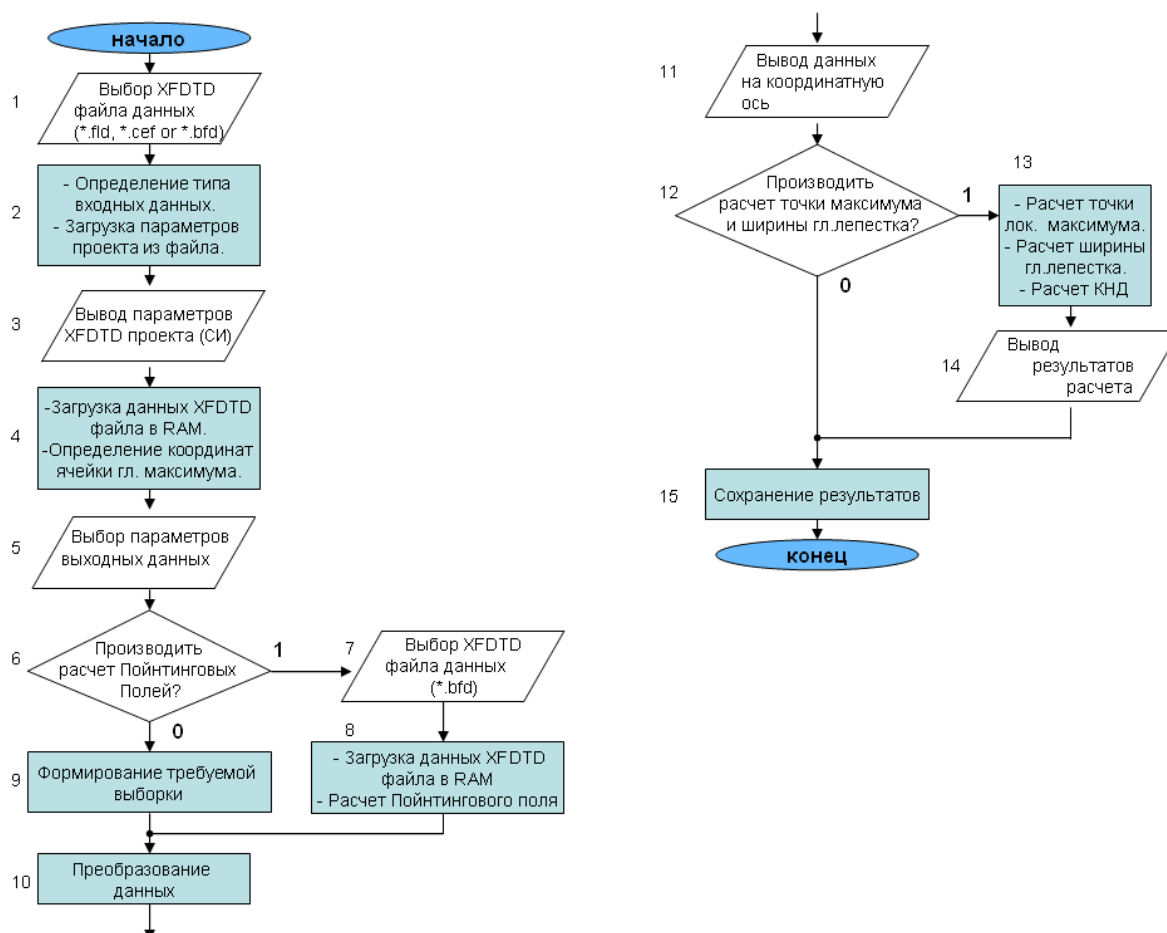 начало
1
Выбор XFDTD
файла данных
(*.fld, *.cef or *.bfd)
2
- Определение типа
входных данных.
- Загрузка параметров
проекта из файла.
3
Вывод параметров
XFDTD проекта (СИ)
4
-Загрузка данных XFDTD
файла в RAM.
-Определение координат
ячейки гл. максимума.
5
Выбор параметров
выходных данных
6
Производить
расчет Пойнтинговых
Полей?
1
0
7
Выбор XFDTD
файла данных
(*.bfd)
8
- Загрузка данных XFDTD
файла в RAM
- Расчет Пойнтингового поля
9
Формирование требуемой
выборки
10
Преобразование
данных
11
Вывод данных
на координатную
ось
12
Производить
расчет точки максимума
и ширины гл.лепестка?
1
0
13
- Расчет точки
лок. максимума.
- Расчет ширины
гл.лепестка.
- Расчет КНД
14
Вывод
результатов
расчета
15
Сохранение результатов
конец